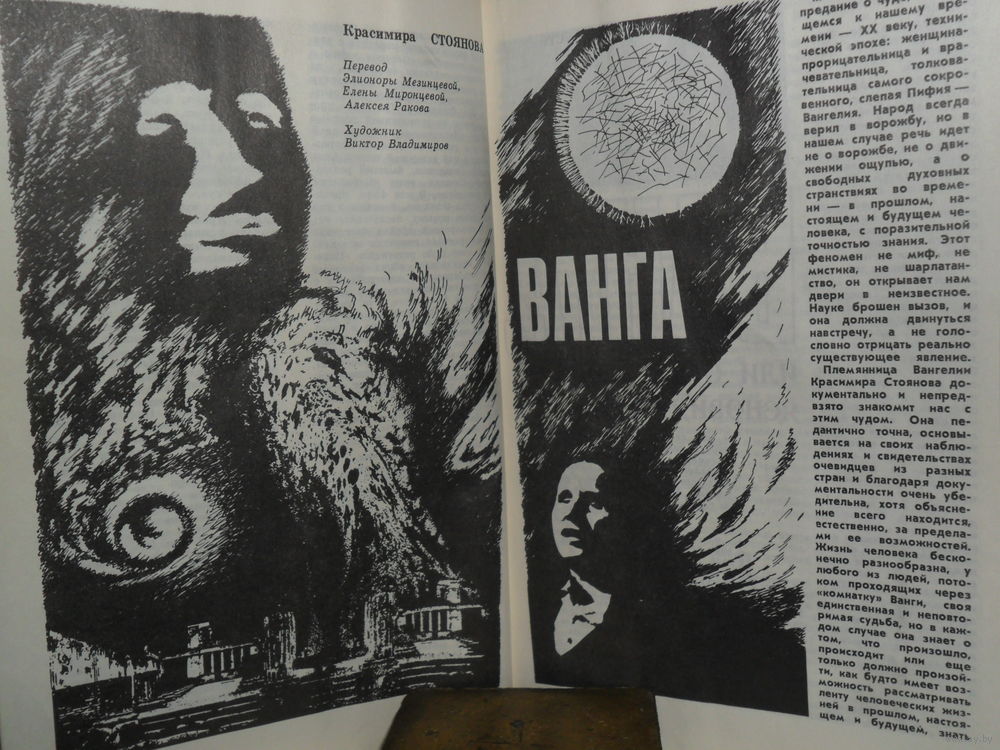 Красимира СТОЯНОВА
Перевод
Элионоры Мезинцевой,
Елены Миронцевой,
Алексея Ракова
Художник
Виктор Владимиров
ВАНГА
предание о
щемся к нашему вре-
мени — XX веку, техни-
ческой эпохе: женщина-
прорицательница и вра-
чевательница, толкова-
тельница самого сокро-
венного, слепая Пифия —
Вангелия. Народ всегда
верил в ворожбу, но в
нашем случае речь идет
не о ворожбе, не о дви-
жении ощупью, а о
свободных духовных
странствиях во време-
ни — в прошлом, на-
стоящем и будущем че-
ловека, с поразительной
точностью знания. Этот
феномен не миф, не
мистика, не шарлатан-
ство, он открывает нам
двери в неизвестное.
Науке брошен вызов, и
она должна двинуться
навстречу, а не голо-
словно отрицать реально
существующее явление.
Племянница Вангелии
Красимира Стоянова до-
кументально и непред-
взято знакомит нас с
этим чудом. Она пе-
дантично точна, основы-
вается на своих наблю-
дениях и свидетельствах
очевидцев из разных
стран и благодаря доку-
ментальности очень убе-
дительна, хотя объясне-
ние всего находится,
естественно, за предела-
ми ее возможностей.
Жизнь человека беско-
нечно разнообразна, у
любого из людей, пото-
ком проходящих через
«комнатку» Ванги, своя
единственная и неповто-
римая судьба, но в каж-
дом случае она знает о
том, что произошло,
происходит или еще
только должно произой-
ти, как будто имеет воз-
можность рассматривать
ленту человеческих жиз-
ней в прошлом, настоя-
щем и будущем, знать